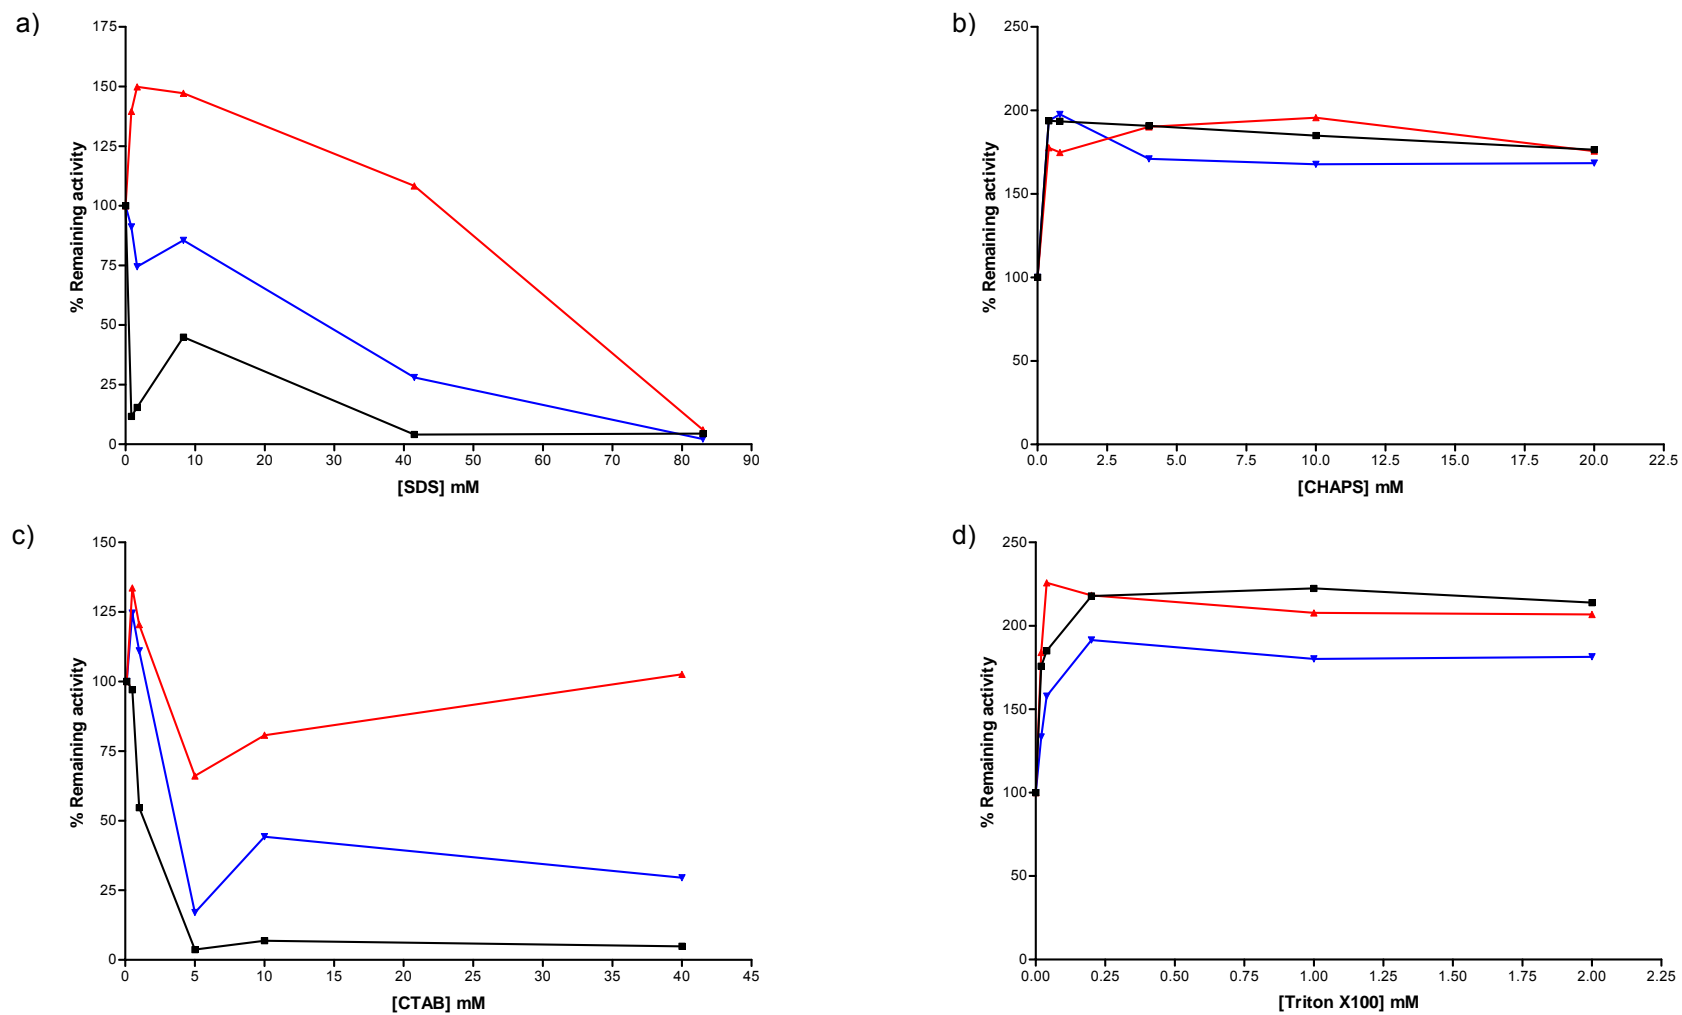 a)
175
150
125
100
75
50
25
0
% Remaining activity
0 10 20 30 40 50 60 70 80 90
[SDS] mM
b)
250
200
150
100
50
0
% Remaining activity
0.0 2.5 5.0 7.5 10.0 12.5 15.0 17.5 20.0 22.5
[CHAPS] mM
c)
150
125
100
75
50
25
0
% Remaining activity
0 5 10 15 20 25 30 35 40 45
[CTAB] mM
d)
250
200
150
100
50
0
% Remaining activity
0.00 0.25 0.50 0.75 1.00 1.25 1.50 1.75 2.00 2.25
[Triton X100] mM